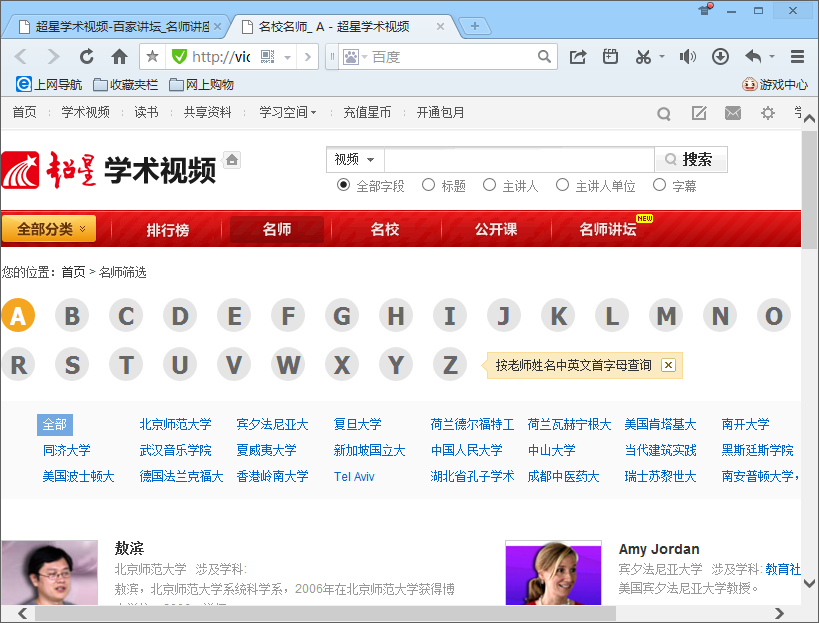 超星学术视频-百家讲坛_名师讲座
名校名师_ A - 超星学术视频
http://vid
百度
上网导航 收藏夹栏 网上购物 游戏中心
首页 学术视频 读书 共享资料 学习空间 充值星币 开通包月
超星 学术视频
视频 搜索
全部字段 标题 主讲人 主讲人单位 字幕
全部分类 排行榜 名师 名校 公开课 名师讲坛 NEW
您的位置：首页 > 名师筛选
A B C D E F G H I J K L M N O
R S T U V W X Y Z 按老师姓名中英文首字母查询
全部 北京师范大学 宾夕法尼亚大 复旦大学 荷兰德尔福特工 荷兰瓦赫宁根大 美国肯塔基大 南开大学
同济大学 武汉音乐学院 夏威夷大学 新加坡国立大 中国人民大学 中山大学 当代建筑实践 黑斯廷斯学院
美国波士顿大 德国法兰克福大 香港岭南大学 Tel Aviv 湖北省孔子学术 成都中医药大 瑞士苏黎世大 南安普顿大学，
敖滨 Amy Jordan
北京师范大学 涉及学科: 宾夕法尼亚大学 涉及学科: 教育社
敖滨，北京师范大学系统科学系，2006年在北京师范大学获得博 美国宾夕法尼亚大学教授。